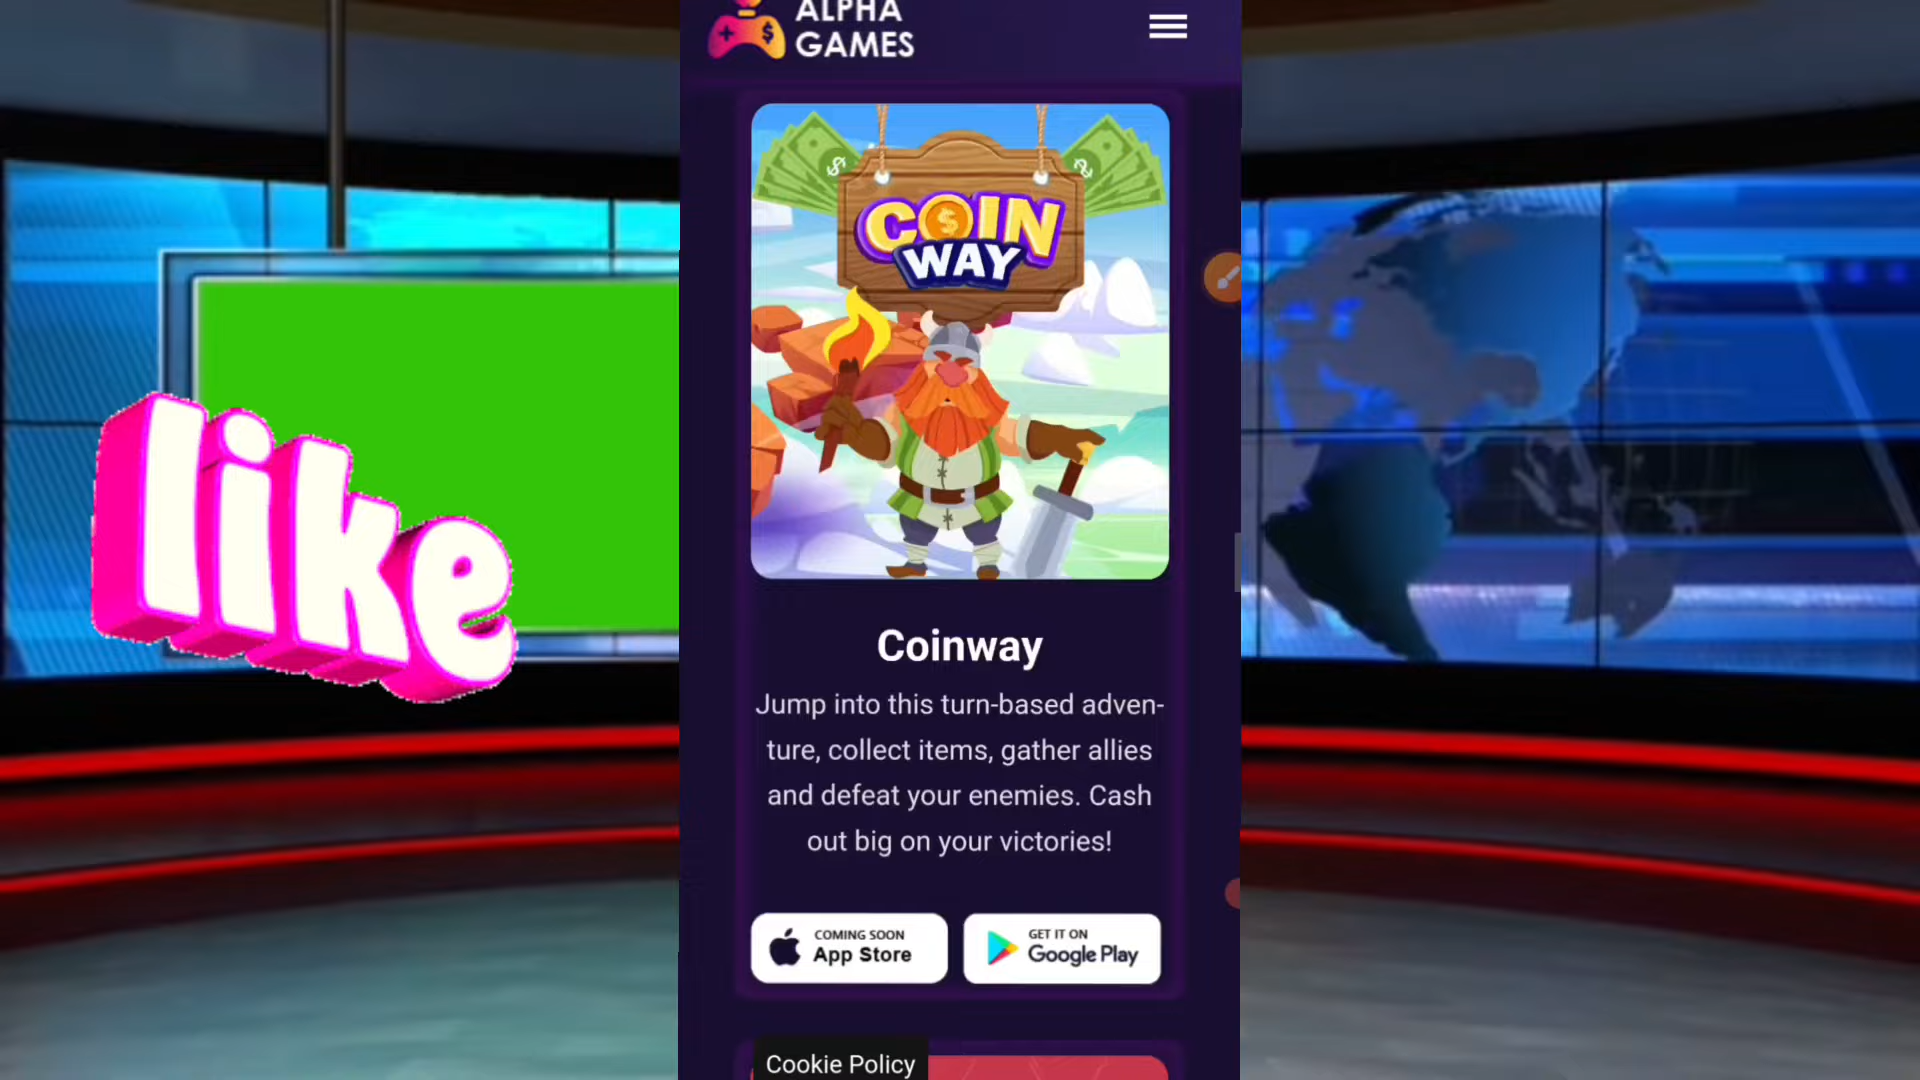 ALPHA
GAMES
COIN
WAY
like
Coinway
Jump into this turn-based adven-
ture, collect items, gather allies
and defeat your enemies. Cash
out big on your victories!
COMING SOON
App Store
GET IT ON
Google Play
Cookie Policy